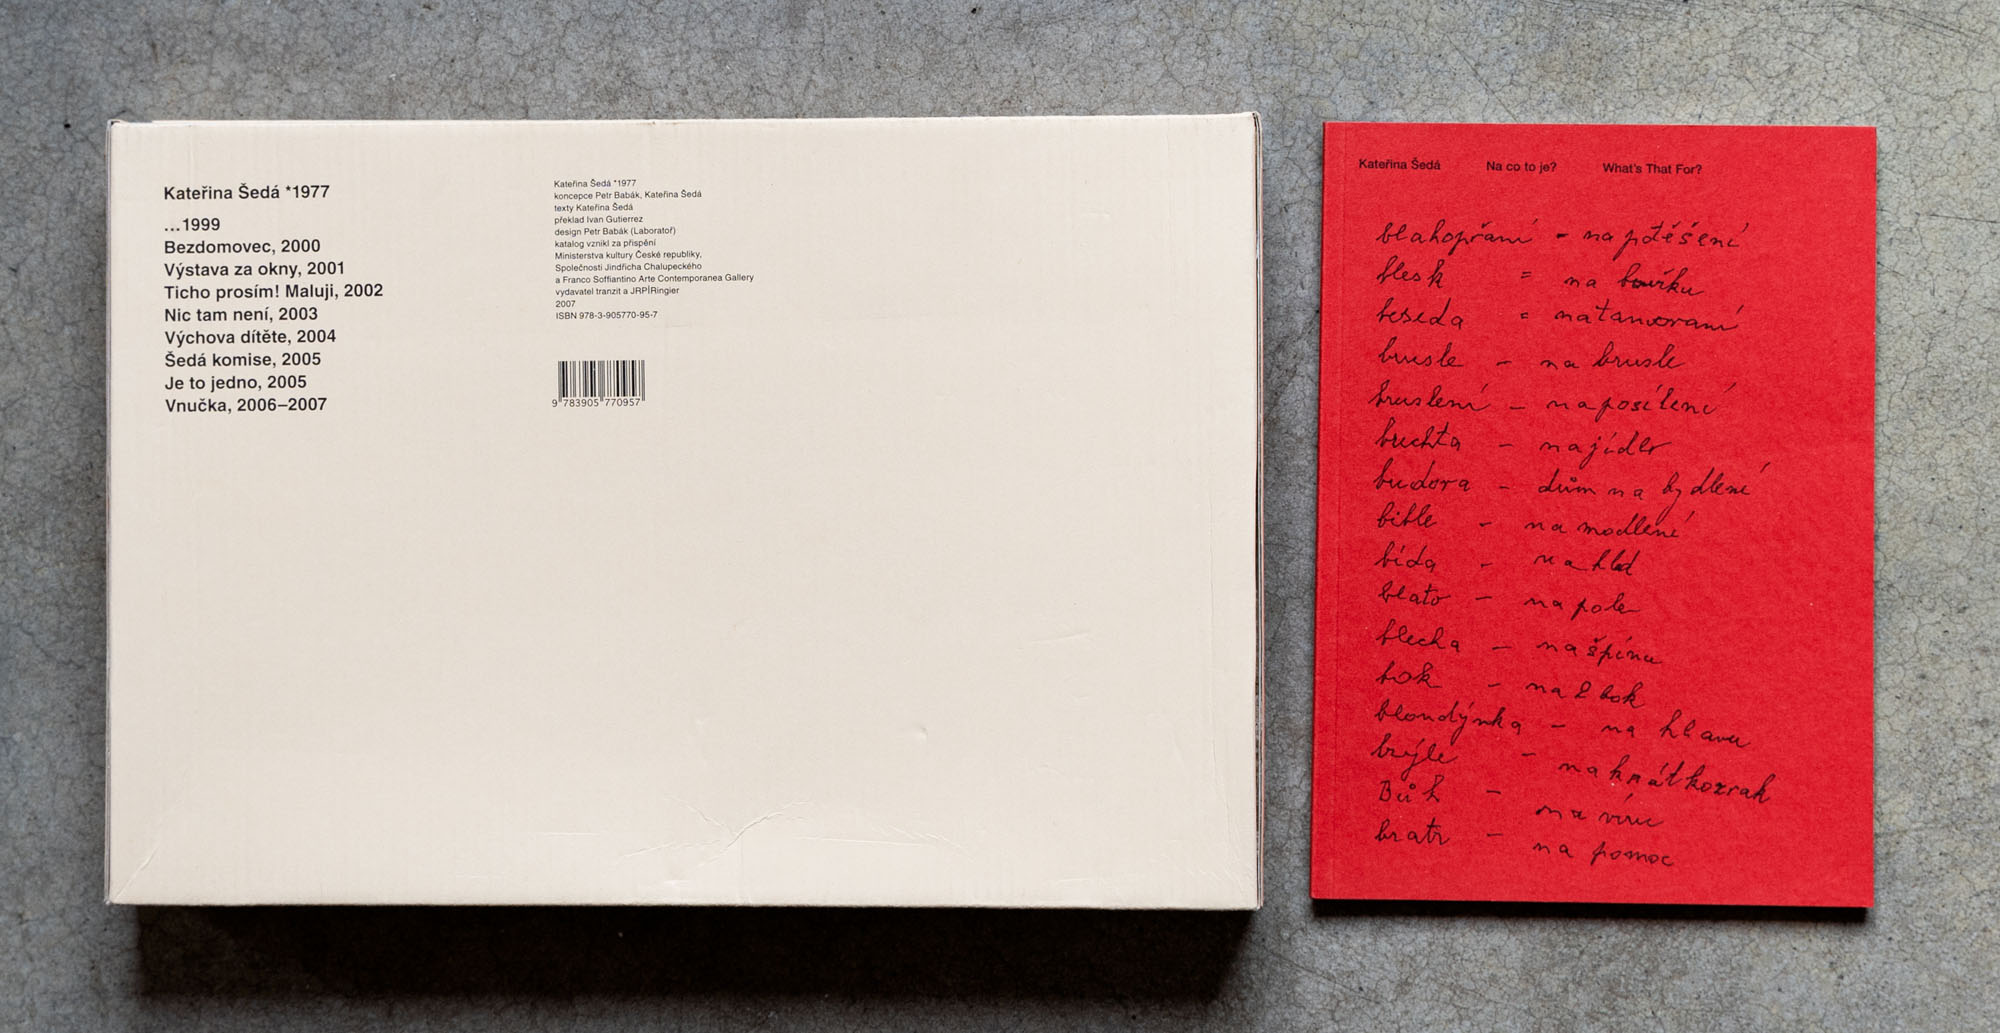 Kateřina Šedá *1977
...1999
Bezdomovec, 2000
Výstava za okny, 2001
Ticho prosím! Maluji, 2002
Nic tam není, 2003
Výchova dítěte, 2004
Šedá komise, 2005
Je to jedno, 2005
Vnučka, 2006–2007
Kateřina Šedá *1977
koncepce Petr Babák, Kateřina Šedá
texty Kateřina Šedá
překlad Ivan Gutierrez
design Petr Babák (Laboratoř)
katalog vznikl za přispění
Ministerstva kultury České republiky,
Společnosti Jindřicha Chalupeckého
a Franco Soffiantino Arte Contemporanea Gallery
vydavatel tranzit a JRP|Ringier
2007
ISBN 978-3-905770-95-7
9 783905 770957
Kateřina Šedá Na co to je? What's That For?
blahopřaní - na potěšení
blesk = na bouřku
beseda =
brusle - na brusle
bruslení - na posílení
buchta - na jídlo
budova - dům na bydlení
bible - na modlení
bída - na hlad
blato - na pole
blecha - na špínu
bok - na bok
blondýnka - na hlavu
brýle - na krátkozrak
Bůh - na víru
bratr - na pomoc